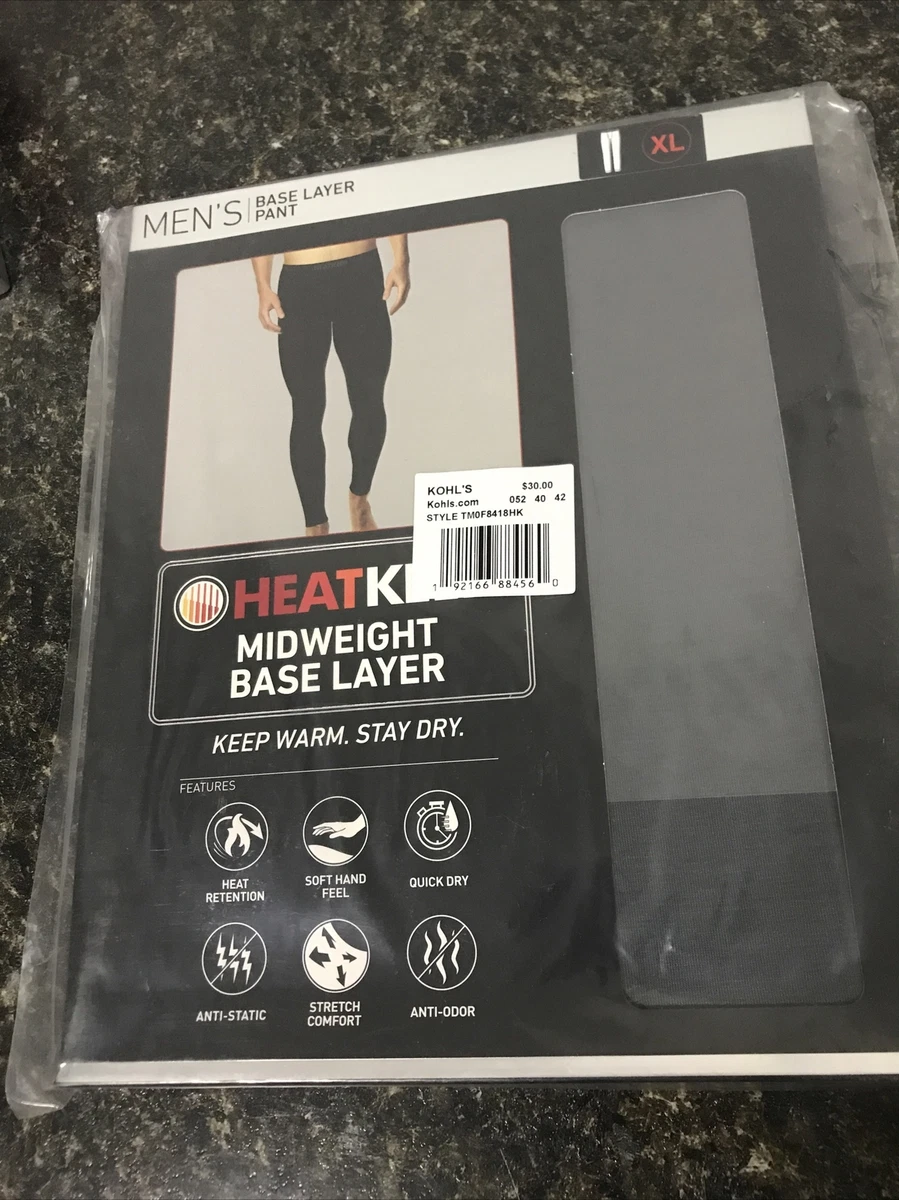 MEN'S
BASE LAYER
PANT
XL
KOHL'S $30.00
Kohls.com 052 40 42
STYLE TM0F8418HK
1 92166 88456 0
HEATK
MIDWEIGHT
BASE LAYER
KEEP WARM. STAY DRY.
FEATURES
HEAT
RETENTION
SOFT HAND
FEEL
QUICK DRY
ANTI-STATIC
STRETCH
COMFORT
ANTI-ODOR